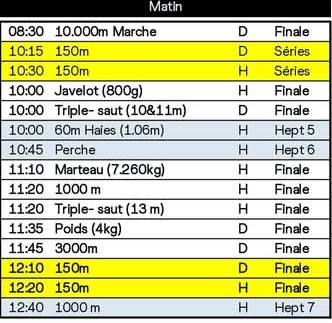 Matin
08:30 10.000m Marche D Finale
10:15 150m D Séries
10:30 150m H Séries
10:00 Javelot (800g) H Finale
10:00 Triple- saut (10&11m) D Finale
10:00 60m Haies (1.06m) H Hept 5
10:45 Perche H Hept 6
11:10 Marteau (7.260kg) H Finale
11:20 1000 m H Finale
11:20 Triple- saut (13 m) H Finale
11:35 Poids (4kg) D Finale
11:45 3000m D Finale
12:10 150m D Finale
12:20 150m H Finale
12:40 1000 m H Hept 7